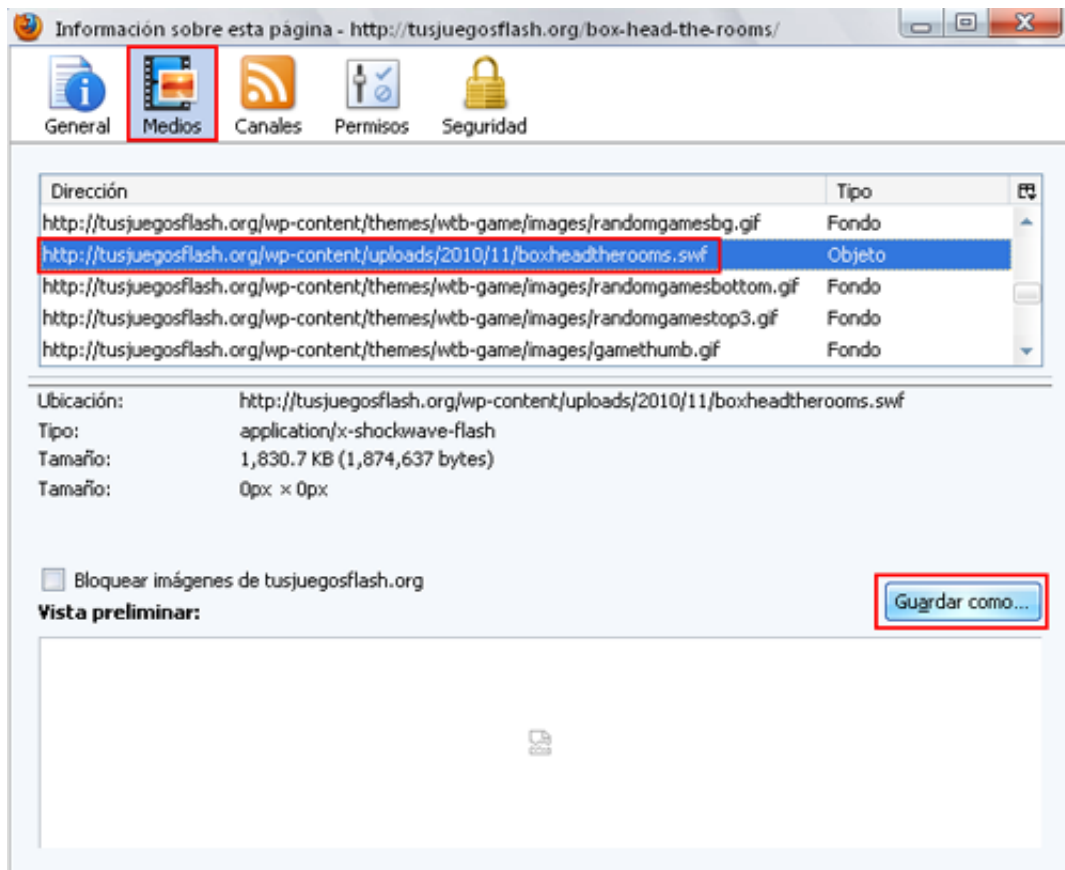 Información sobre esta página - http://tusjuegosflash.org/box-head-the-rooms/
General Medios Canales Permisos Seguridad
Dirección Tipo
http://tusjuegosflash.org/wp-content/themes/wtb-game/images/randomgamesbg.gif Fondo
http://tusjuegosflash.org/wp-content/uploads/2010/11/boxheadtherooms.swf Objeto
http://tusjuegosflash.org/wp-content/themes/wtb-game/images/randomgamesbottom.gif Fondo
http://tusjuegosflash.org/wp-content/themes/wtb-game/images/randomgamestop3.gif Fondo
http://tusjuegosflash.org/wp-content/themes/wtb-game/images/gamethumb.gif Fondo
Ubicación: http://tusjuegosflash.org/wp-content/uploads/2010/11/boxheadtherooms.swf
Tipo: application/x-shockwave-flash
Tamaño: 1,830.7 KB (1,874,637 bytes)
Tamaño: 0px × 0px
Bloquear imágenes de tusjuegosflash.org
Guardar como...
Vista preliminar: